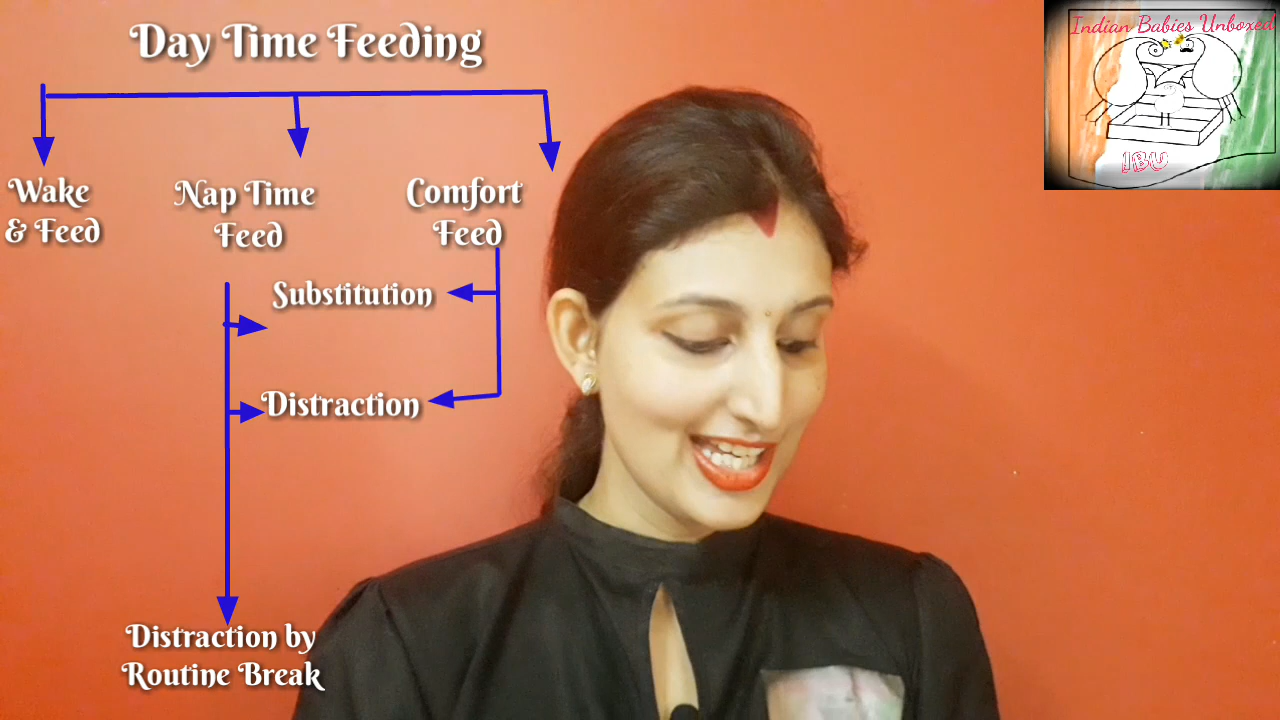 Day Time Feeding
Wake
& Feed
Nap Time
Feed
Comfort
Feed
Substitution
Distraction
Distraction by
Routine Break
Indian Babies Unboxed
IBU